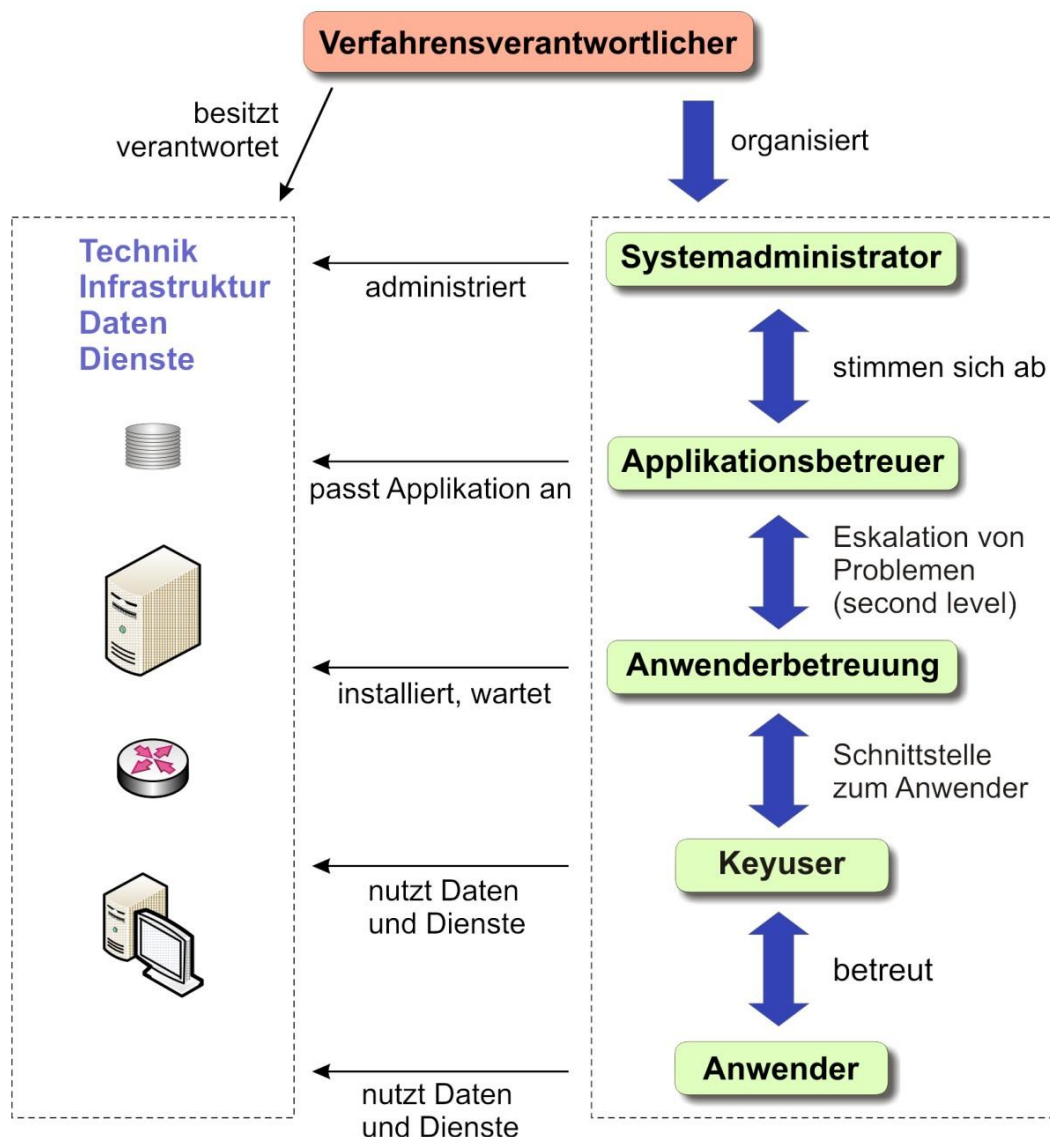 Verfahrensverantwortlicher
besitzt
verantwortet
organisiert
Technik
Infrastruktur
Daten
Dienste
Systemadministrator
administriert
stimmen sich ab
Applikationsbetreuer
passt Applikation an
Eskalation von
Problemen
(second level)
Anwenderbetreuung
installiert, wartet
Schnittstelle
zum Anwender
Keyuser
nutzt Daten
und Dienste
betreut
Anwender
nutzt Daten
und Dienste